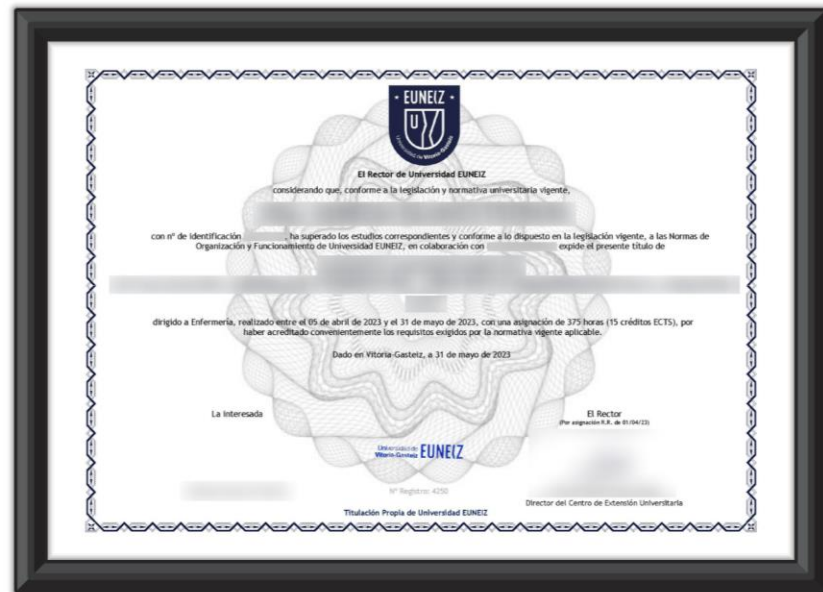 · EUNEIZ ·
Universidad de Vitoria-Gasteiz
El Rector de Universidad EUNEIZ
considerando que, conforme a la legislación y normativa universitaria vigente,
con nº de identificación , ha superado los estudios correspondientes y conforme a lo dispuesto en la legislación vigente, a las Normas de
Organización y Funcionamiento de Universidad EUNEIZ, en colaboración con expide el presente título de
dirigido a Enfermería, realizado entre el 05 de abril de 2023 y el 31 de mayo de 2023, con una asignación de 375 horas (15 créditos ECTS), por
haber acreditado convenientemente los requisitos exigidos por la normativa vigente aplicable.
Dado en Vitoria-Gasteiz, a 31 de mayo de 2023
La interesada
El Rector
(Por asignación R.R. de 01/04/22)
Universidad de
Vitoria-Gasteiz EUNEIZ
Nº Registro: 4250
Director del Centro de Extensión Universitaria
Titulación Propia de Universidad EUNEIZ